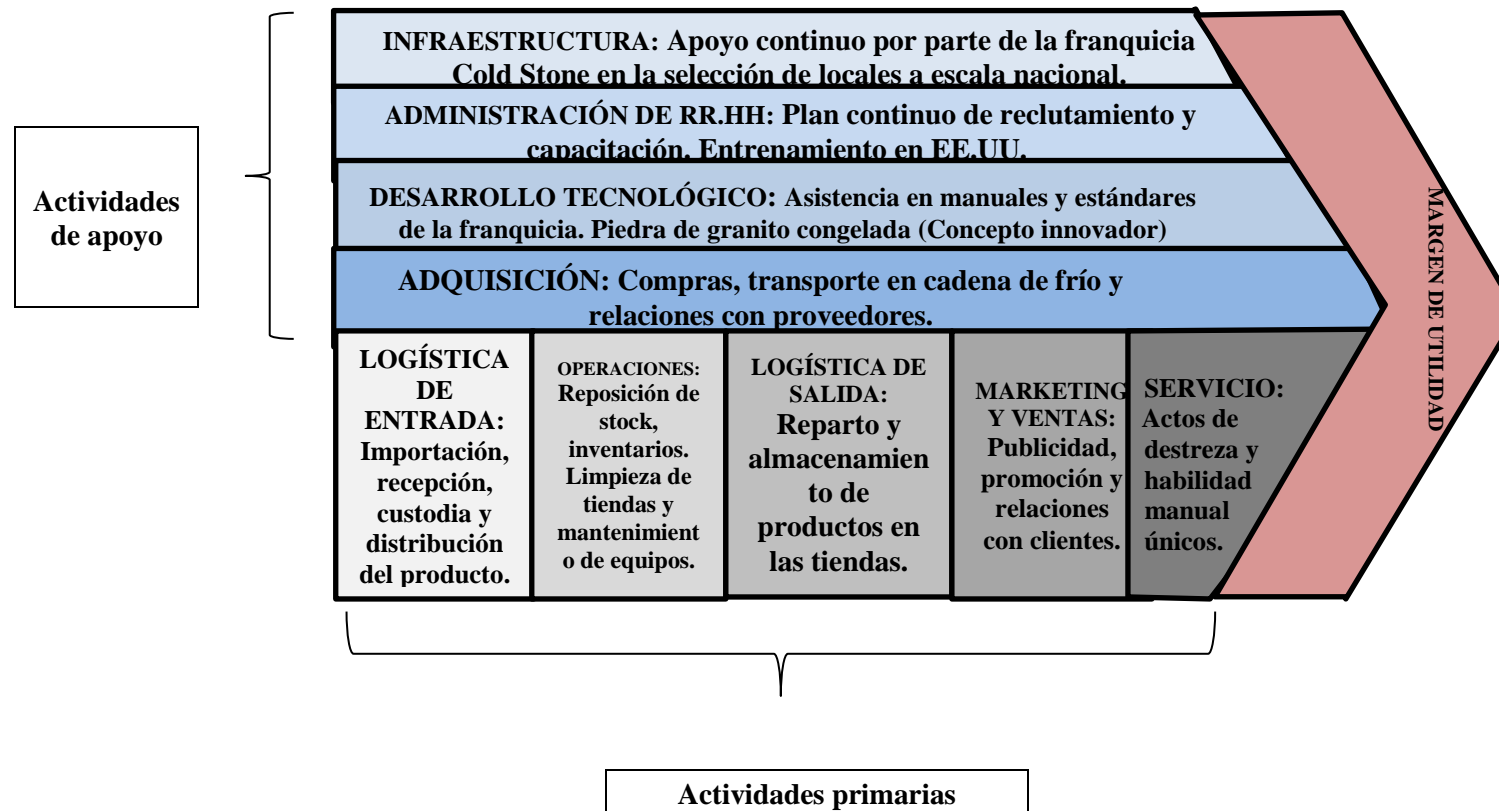 INFRAESTRUCTURA: Apoyo continuo por parte de la franquicia
Cold Stone en la selección de locales a escala nacional.
ADMINISTRACIÓN DE RR.HH: Plan continuo de reclutamiento y
capacitación. Entrenamiento en EE.UU.
Actividades
de apoyo
DESARROLLO TECNOLÓGICO: Asistencia en manuales y estándares
de la franquicia. Piedra de granito congelada (Concepto innovador)
ADQUISICIÓN: Compras, transporte en cadena de frío y
relaciones con proveedores.
MARGEN DE UTILIDAD
LOGÍSTICA
DE
ENTRADA:
Importación,
recepción,
custodia y
distribución
del producto.
OPERACIONES:
Reposición de
stock,
inventarios.
Limpieza de
tiendas y
mantenimient
o de equipos.
LOGÍSTICA DE
SALIDA:
Reparto y
almacenamien
to de
productos en
las tiendas.
MARKETING
Y VENTAS:
Publicidad,
promoción y
relaciones
con clientes.
SERVICIO:
Actos de
destreza y
habilidad
manual
únicos.
Actividades primarias